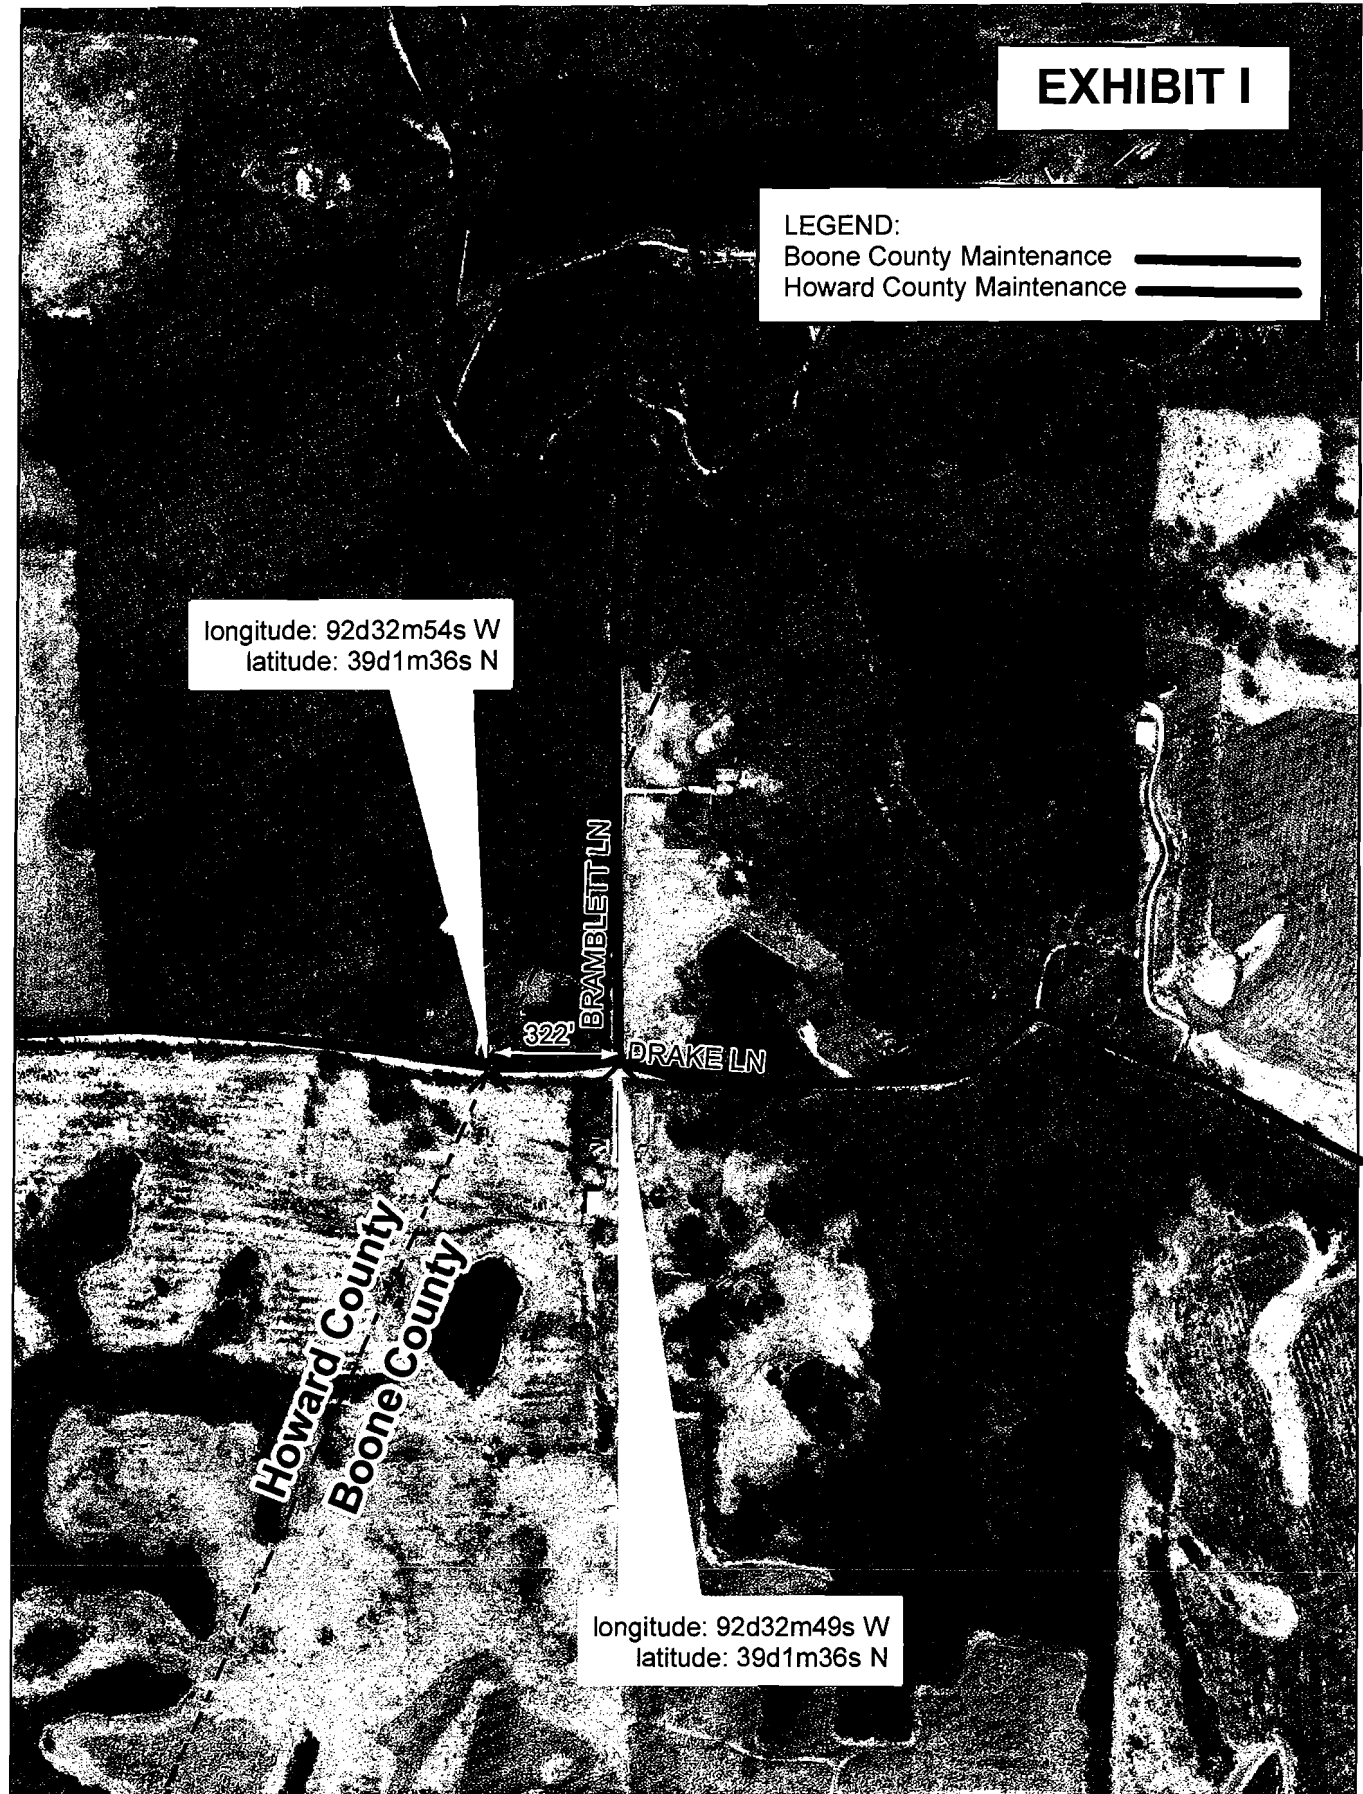 EXHIBIT I
LEGEND:
Boone County Maintenance
Howard County Maintenance
longitude: 92d32m54s W
latitude: 39d1m36s N
BRAMBLETT LN
322'
DRAKE LN
Howard County
Boone County
longitude: 92d32m49s W
latitude: 39d1m36s N